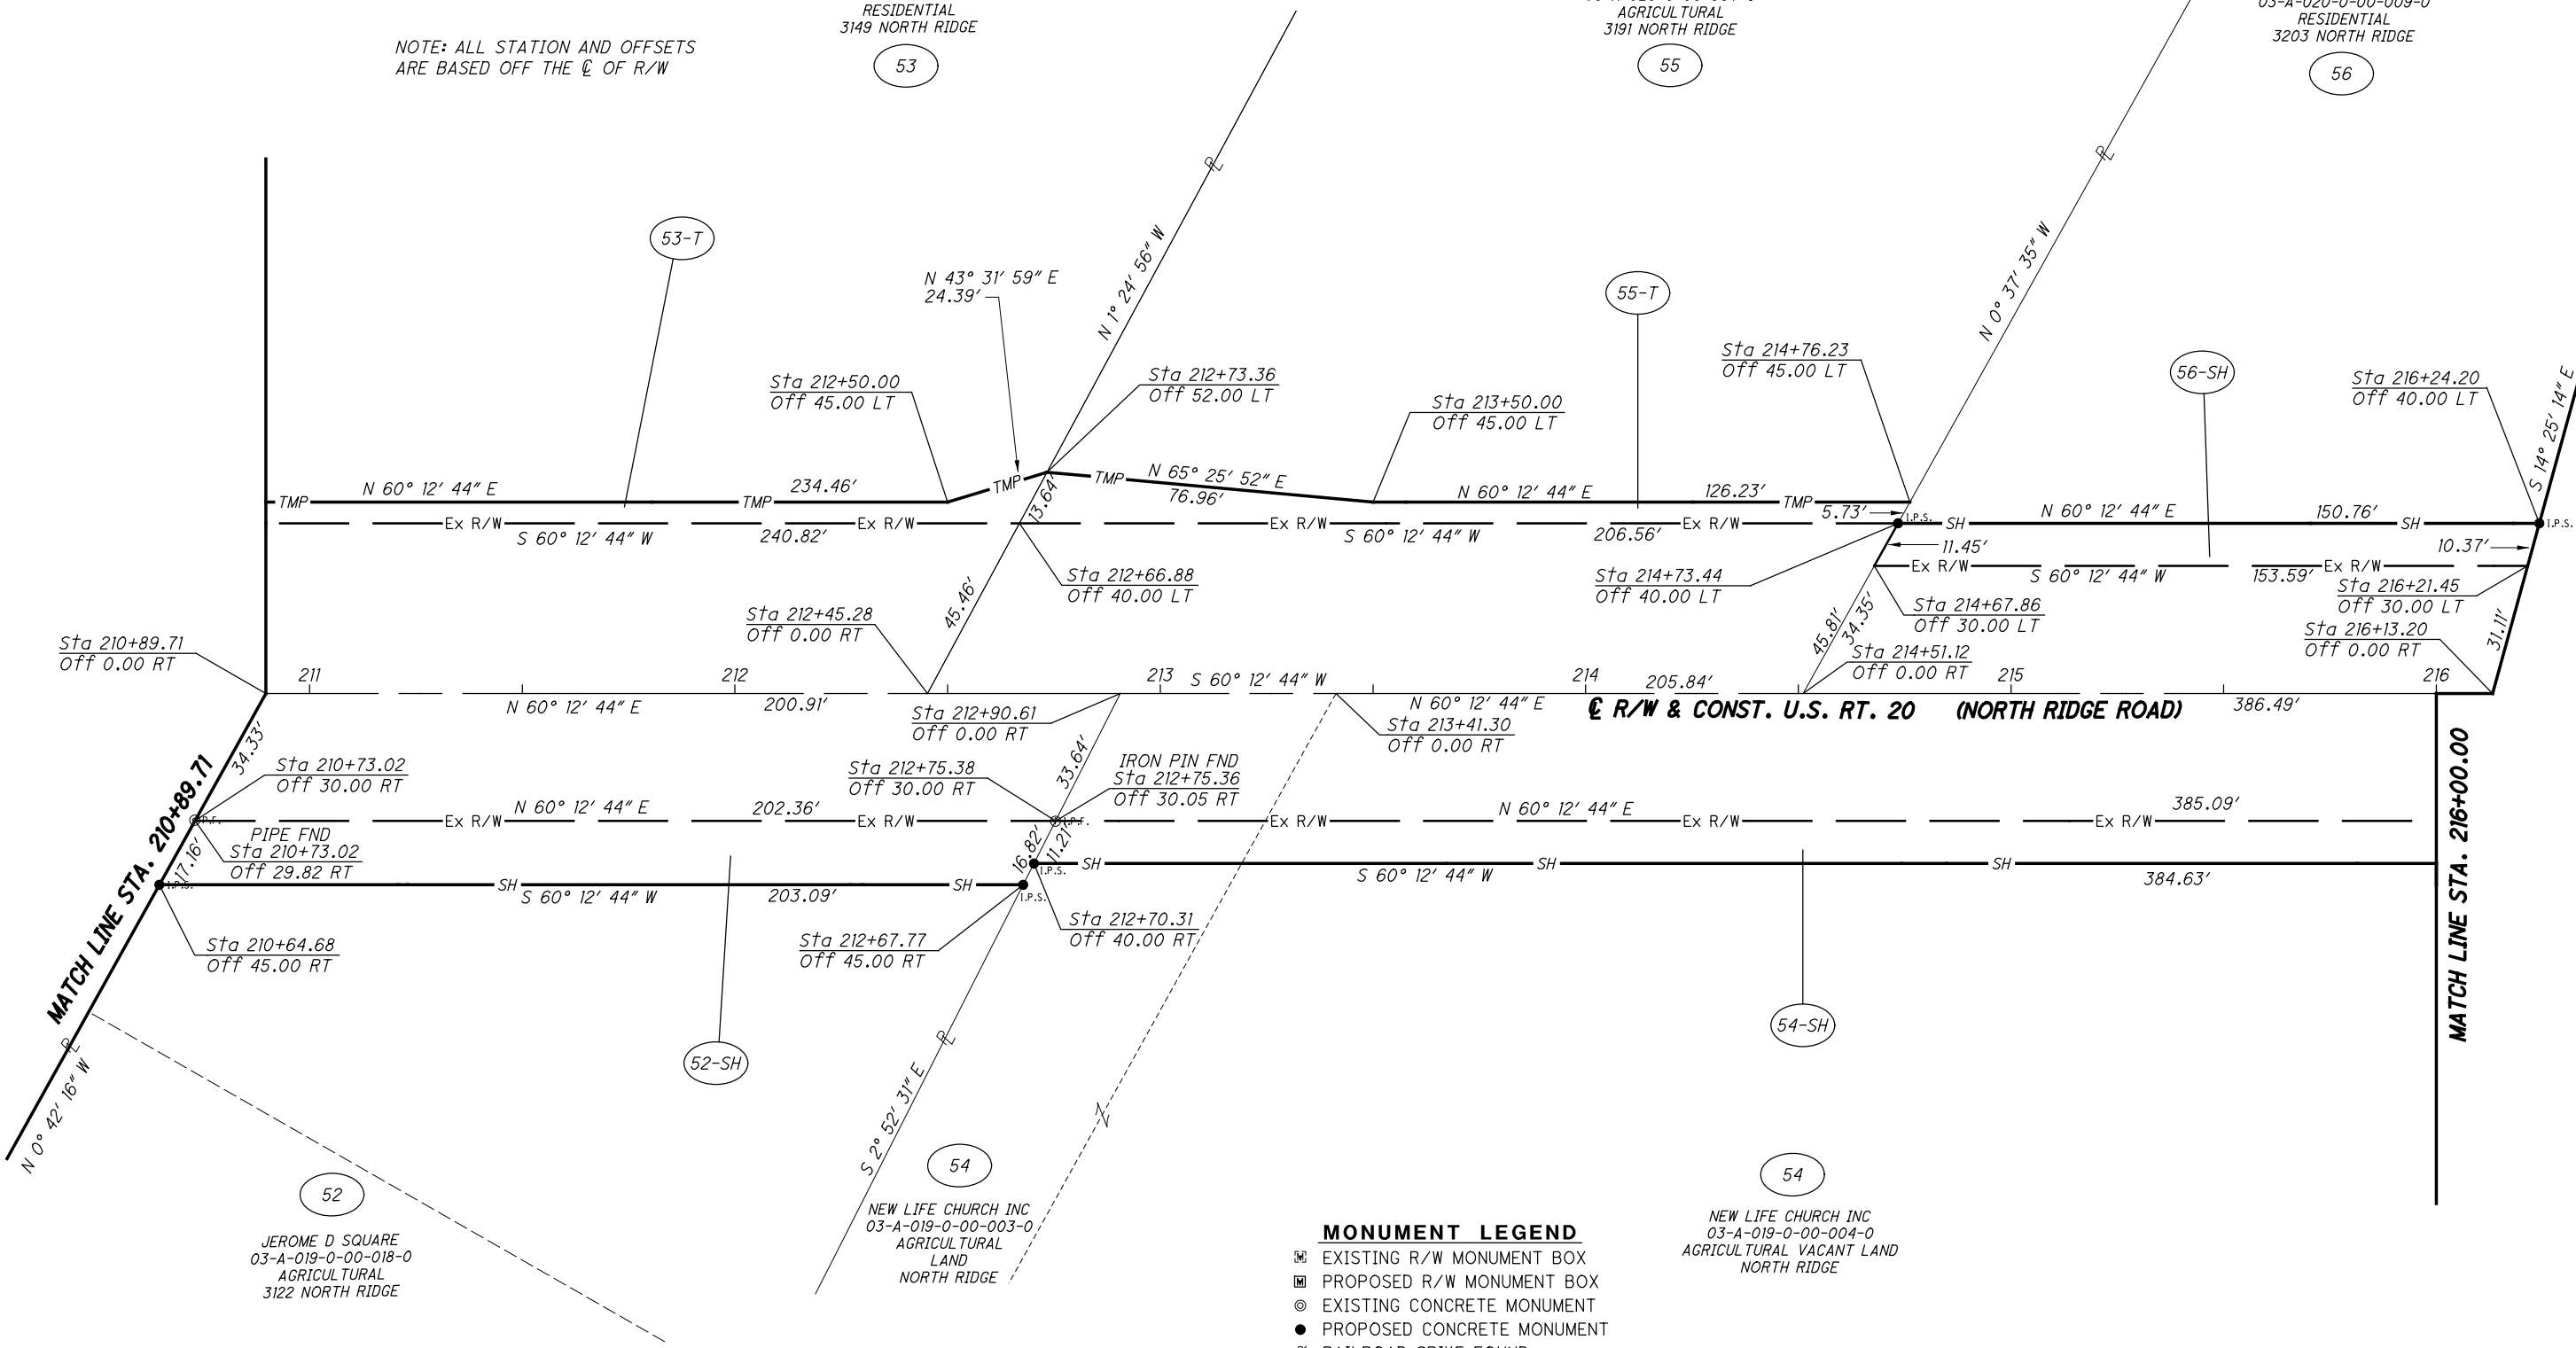 RESIDENTIAL
3149 NORTH RIDGE
53
AGRICULTURAL
3191 NORTH RIDGE
55
03-A-020-0-00-009-0
RESIDENTIAL
3203 NORTH RIDGE
56
NOTE: ALL STATION AND OFFSETS
ARE BASED OFF THE ℄ OF R/W
53-T
N 43° 31' 59" E
24.39'
N 1° 24' 56" W
℄
55-T
N 0° 37' 35" W
56-SH
Sta 212+50.00
Off 45.00 LT
Sta 212+73.36
Off 52.00 LT
Sta 213+50.00
Off 45.00 LT
Sta 214+76.23
Off 45.00 LT
Sta 216+24.20
Off 40.00 LT
S 14° 25' 14" E
TMP
N 60° 12' 44" E
TMP
234.46'
TMP
13.64'
TMP
N 65° 25' 52" E
76.96'
N 60° 12' 44" E
126.23'
TMP
5.73'
I.P.S.
SH
N 60° 12' 44" E
150.76'
SH
I.P.S.
Ex R/W
S 60° 12' 44" W
240.82'
Ex R/W
Ex R/W
S 60° 12' 44" W
206.56'
Ex R/W
11.45'
10.37'
Ex R/W
S 60° 12' 44" W
153.59'
Ex R/W
Sta 212+66.88
Off 40.00 LT
Sta 214+73.44
Off 40.00 LT
Sta 214+67.86
Off 30.00 LT
Sta 216+21.45
Off 30.00 LT
Sta 216+13.20
Off 0.00 RT
31.11'
45.46'
45.81'
34.35'
Sta 212+45.28
Off 0.00 RT
Sta 214+51.12
Off 0.00 RT
Sta 210+89.71
Off 0.00 RT
211
212
213
S 60° 12' 44" W
214
205.84'
215
216
N 60° 12' 44" E
200.91'
N 60° 12' 44" E
℄ R/W & CONST. U.S. RT. 20 (NORTH RIDGE ROAD)
386.49'
Sta 212+90.61
Off 0.00 RT
Sta 213+41.30
Off 0.00 RT
34.33'
MATCH LINE STA. 210+89.71
Sta 210+73.02
Off 30.00 RT
Sta 212+75.38
Off 30.00 RT
33.64'
IRON PIN FND
Sta 212+75.36
Off 30.05 RT
P.F.
Ex R/W
N 60° 12' 44" E
202.36'
Ex R/W
I.P.F.
Ex R/W
N 60° 12' 44" E
Ex R/W
385.09'
Ex R/W
PIPE FND
Sta 210+73.02
Off 29.82 RT
17.16'
16.82'
11.21'
I.P.S.
SH
S 60° 12' 44" W
203.09'
SH
I.P.S.
I.P.S.
SH
S 60° 12' 44" W
SH
SH
384.63'
MATCH LINE STA. 216+00.00
Sta 210+64.68
Off 45.00 RT
Sta 212+67.77
Off 45.00 RT
Sta 212+70.31
Off 40.00 RT
N 0° 42' 16" W
52-SH
S 2° 52' 31" E
54-SH
52
JEROME D SQUARE
03-A-019-0-00-018-0
AGRICULTURAL
3122 NORTH RIDGE
54
NEW LIFE CHURCH INC
03-A-019-0-00-003-0
AGRICULTURAL
LAND
NORTH RIDGE
54
NEW LIFE CHURCH INC
03-A-019-0-00-004-0
AGRICULTURAL VACANT LAND
NORTH RIDGE
MONUMENT LEGEND
EXISTING R/W MONUMENT BOX
PROPOSED R/W MONUMENT BOX
EXISTING CONCRETE MONUMENT
PROPOSED CONCRETE MONUMENT